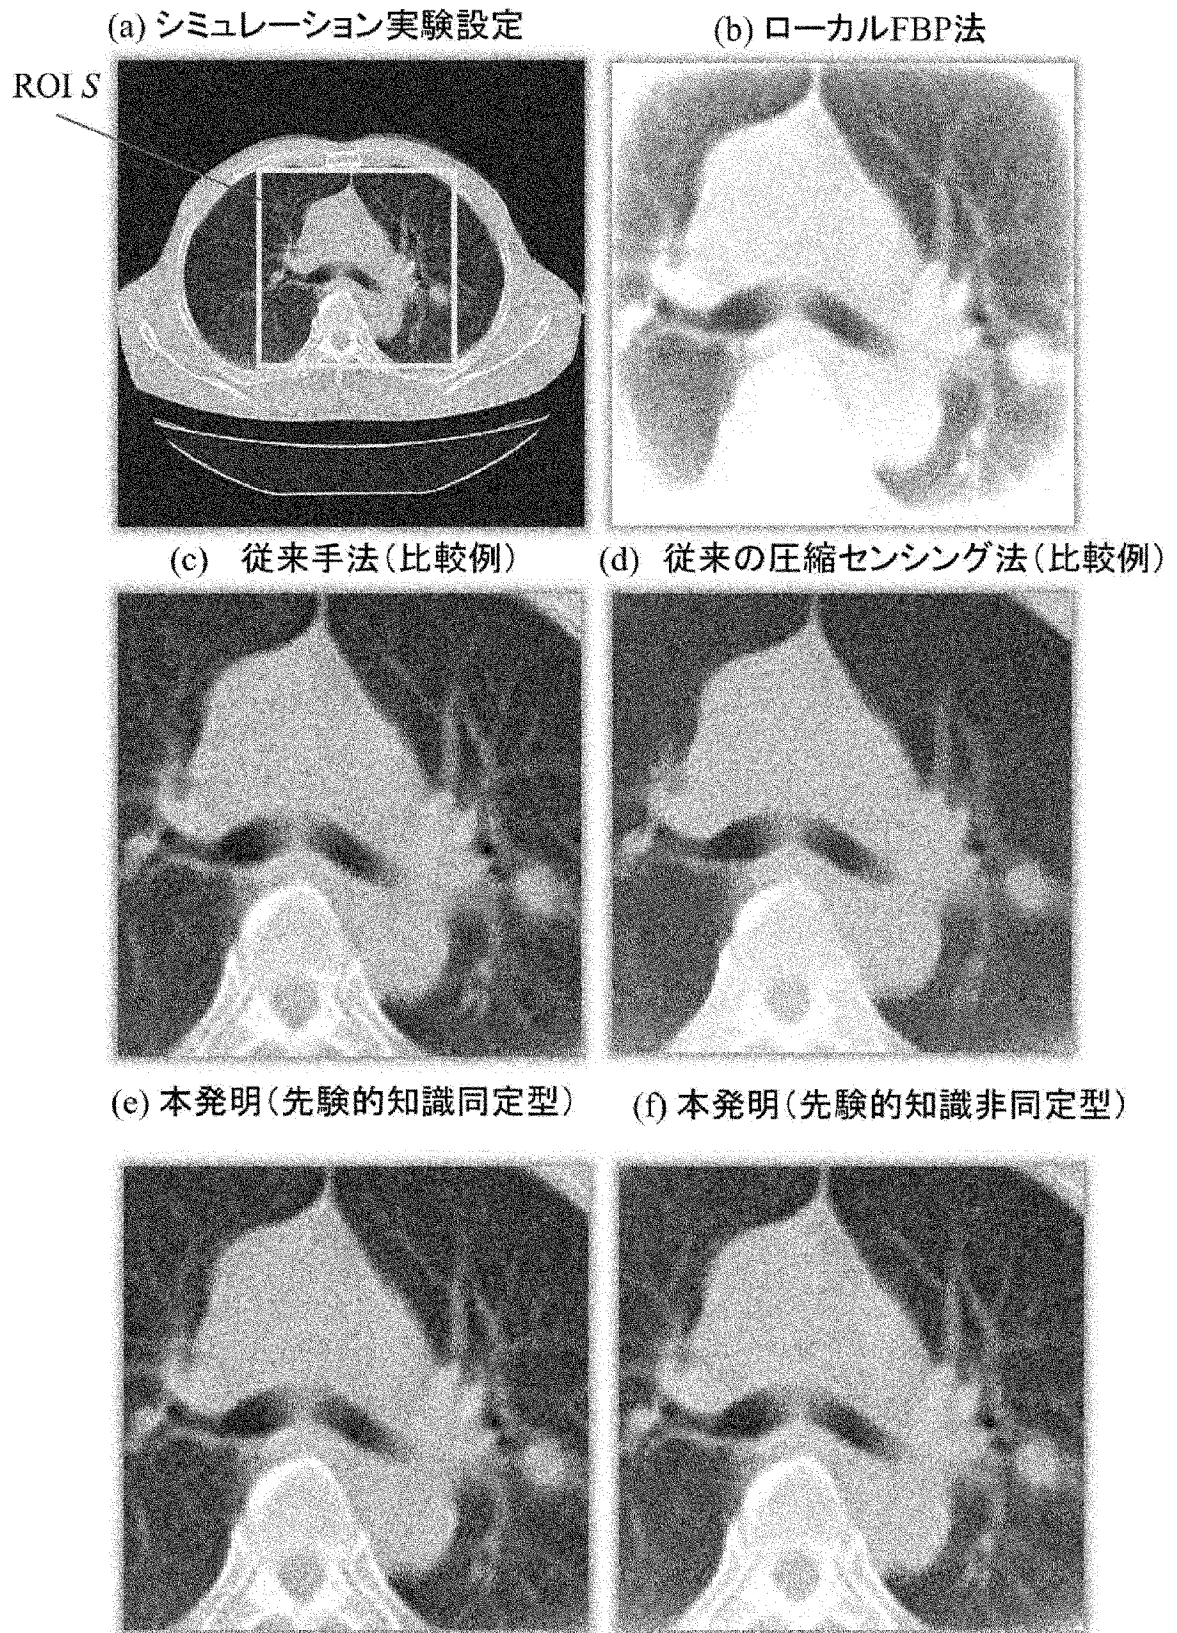 (a) シミュレーション実験設定
(b) ローカルFBP法
ROI S
(c) 従来手法(比較例)
(d) 従来の圧縮センシング法(比較例)
(e) 本発明(先験的知識同定型)
(f) 本発明(先験的知識非同定型)